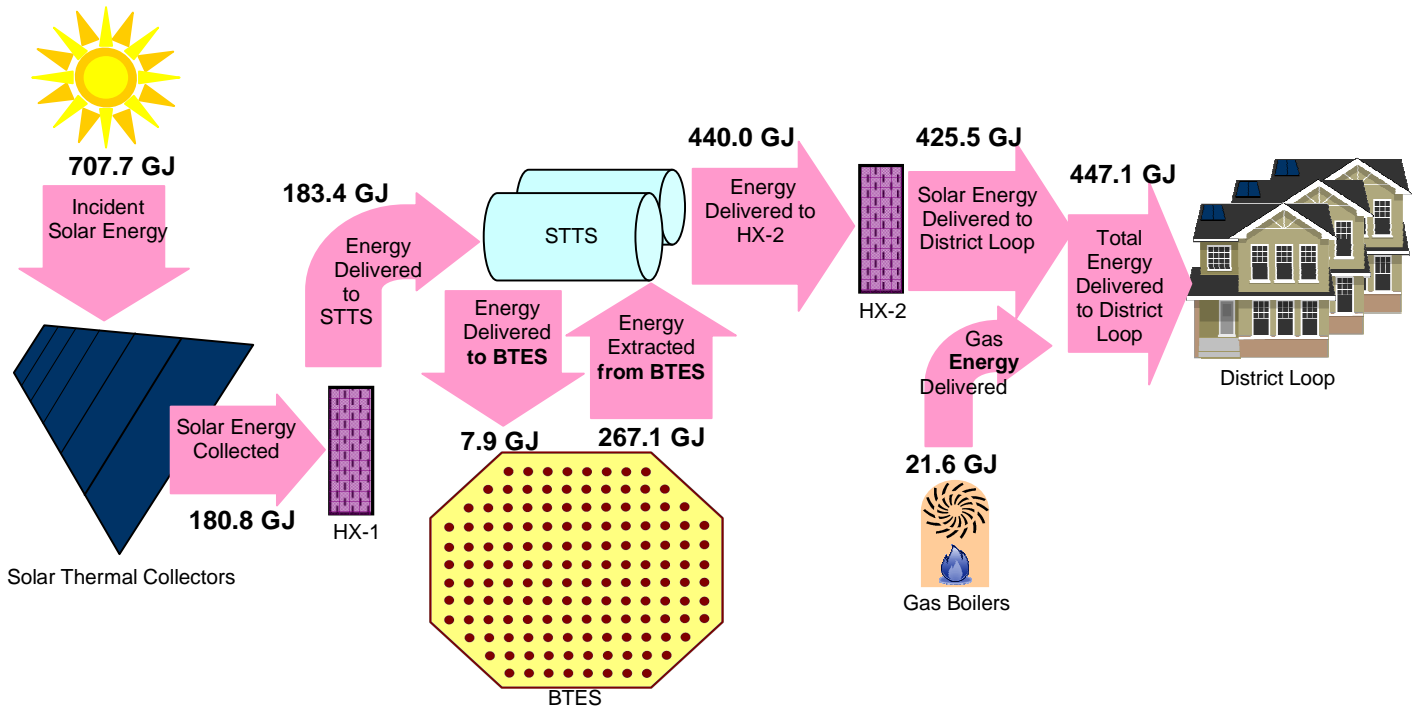 707.7 GJ
Incident
Solar Energy
Solar Thermal Collectors
Solar Energy
Collected
180.8 GJ
HX-1
183.4 GJ
Energy
Delivered
to
STTS
STTS
Energy
Delivered
to BTES
7.9 GJ
Energy
Extracted
from BTES
267.1 GJ
BTES
440.0 GJ
Energy
Delivered to
HX-2
HX-2
425.5 GJ
Solar Energy
Delivered to
District Loop
Gas
Energy
Delivered
21.6 GJ
Gas Boilers
447.1 GJ
Total
Energy
Delivered
to District
Loop
District Loop